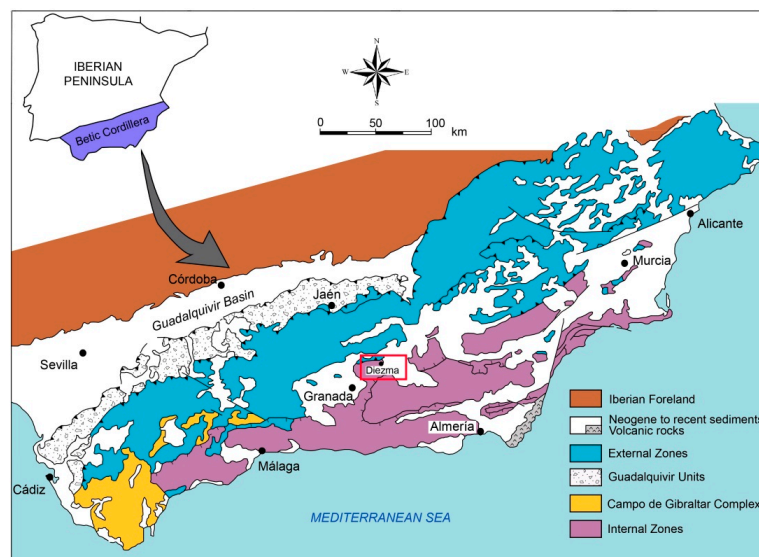 IBERIAN
PENINSULA
Betic Cordillera
N
W
E
S
0 50 100
km
Alicante
Murcia
Córdoba
Guadalquivir Basin
Jaén
Sevilla
Diezma
Granada
Almería
Málaga
Cádiz
MEDITERRANEAN SEA
Iberian Foreland
Neogene to recent sediments
Volcanic rocks
External Zones
Guadalquivir Units
Campo de Gibraltar Complex
Internal Zones